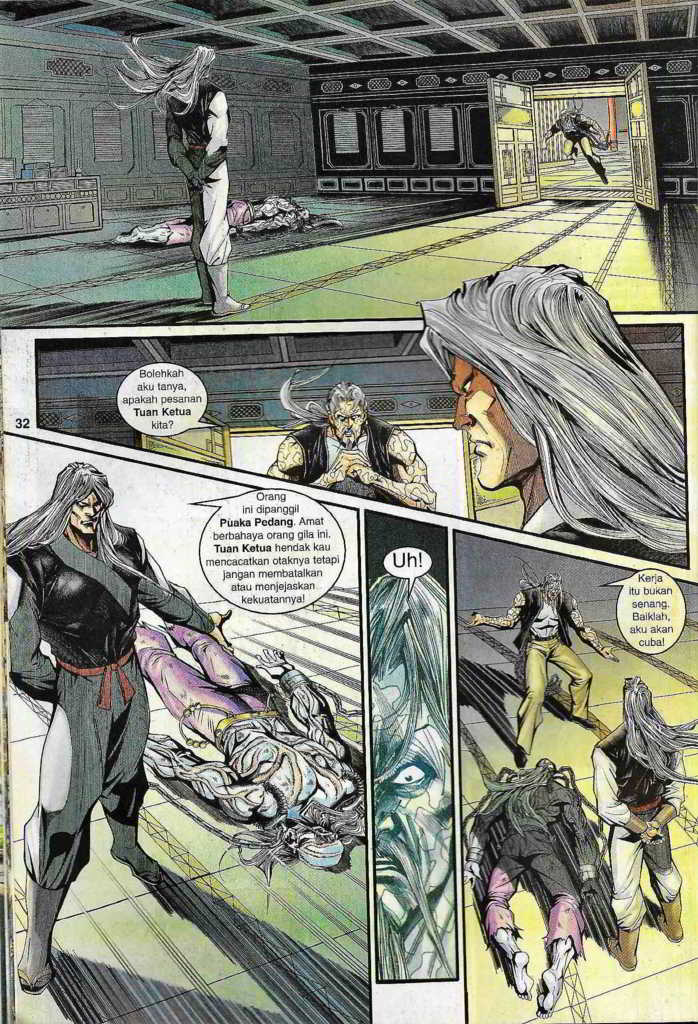 Bolehkah
aku tanya,
apakah pesanan
Tuan Ketua
kita?
32
Orang
ini dipanggil
Puaka Pedang. Amat
berbahaya orang gila ini.
Tuan Ketua hendak kau
mencacatkan otaknya tetapi
jangan membatalkan
atau menjejaskan
kekuatannya!
Uh!
Kerja
itu bukan
senang.
Baiklah,
aku akan
cuba!